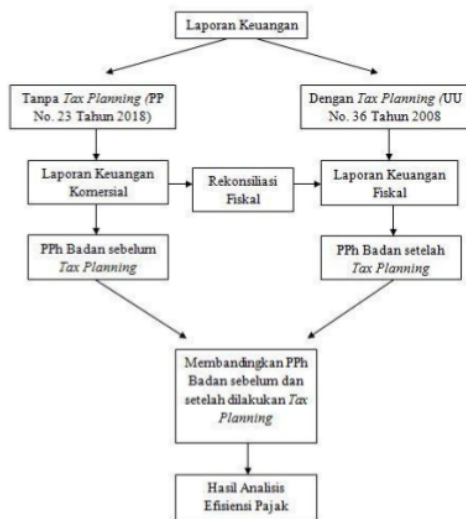 Laporan Keuangan
Tanpa Tax Planning (PP
No. 23 Tahun 2018)
Dengan Tax Planning (UU
No. 36 Tahun 2008
Laporan Keuangan
Komersial
Rekonsiliasi
Fiskal
Laporan Keuangan
Fiskal
PPh Badan sebelum
Tax Planning
PPh Badan setelah
Tax Planning
Membandingkan PPh
Badan sebelum dan
setelah dilakukan Tax
Planning
Hasil Analisis
Efisiensi Pajak